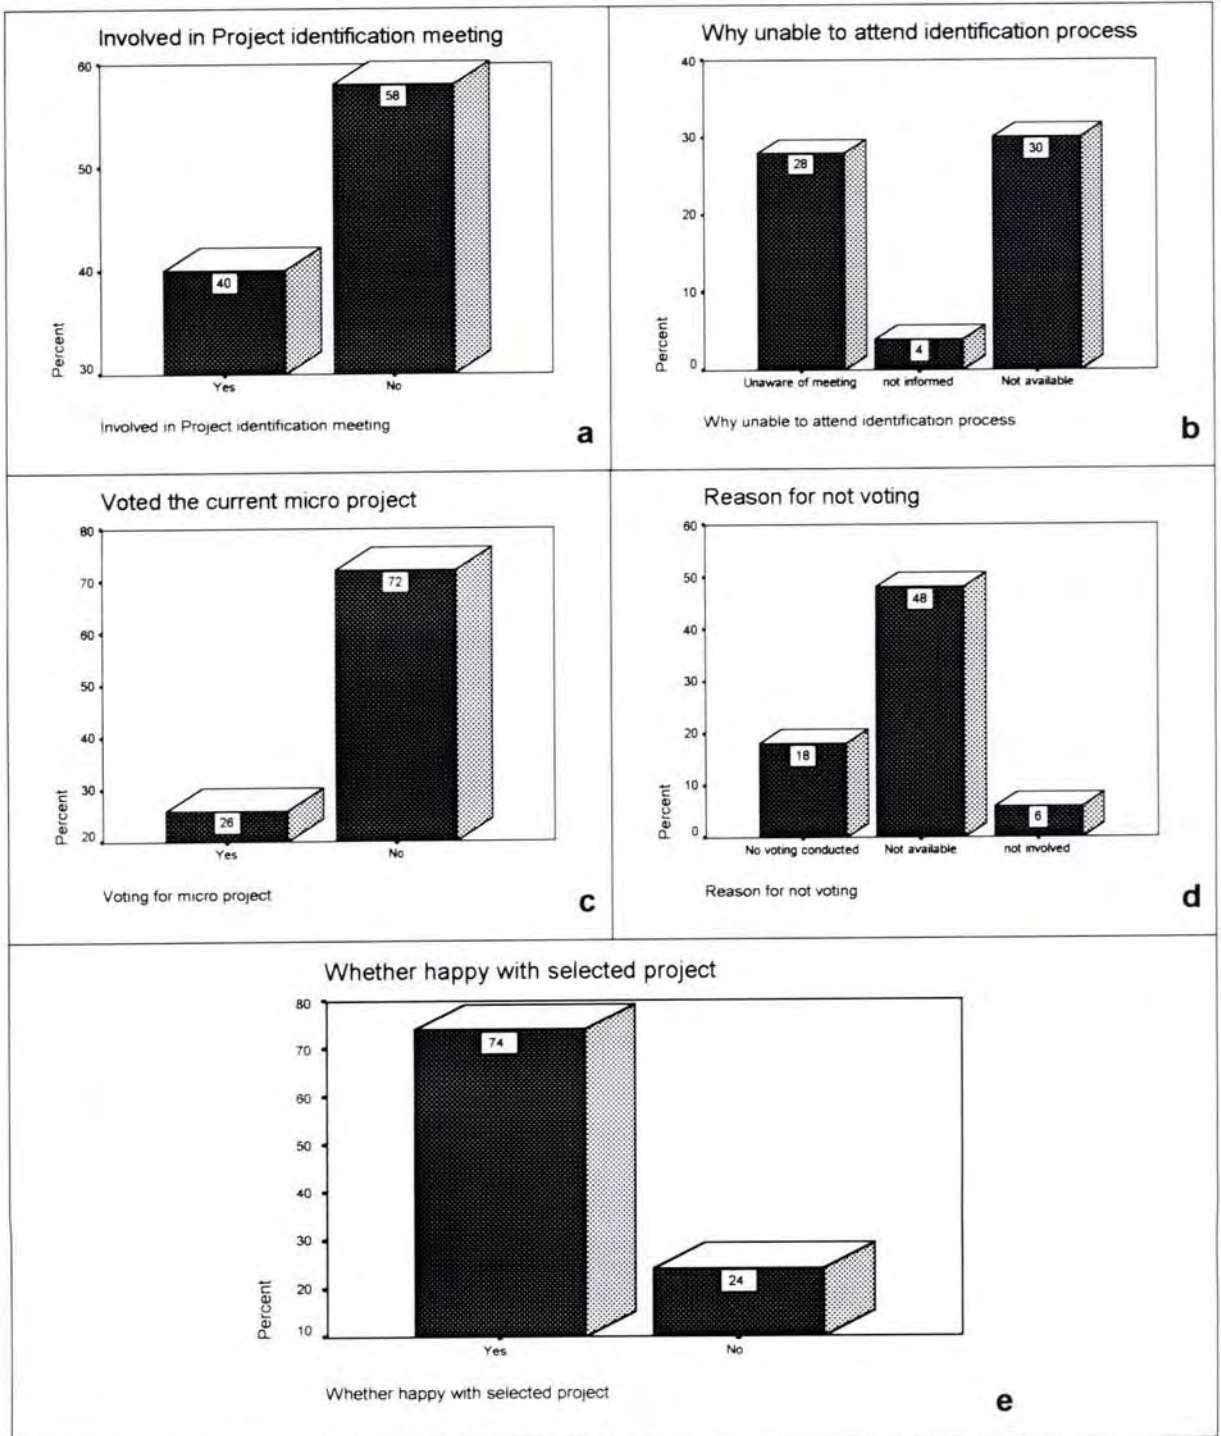 Involved in Project identification meeting
60
50
40
30
Percent
40
58
Yes No
Involved in Project identification meeting
a
Why unable to attend identification process
40
30
20
10
0
Percent
28
4
30
Unaware of meeting not informed Not available
Why unable to attend identification process
b
Voted the current micro project
80
70
60
50
40
30
20
Percent
26
72
Yes No
Voting for micro project
c
Reason for not voting
60
50
40
30
20
10
0
Percent
18
48
6
No voting conducted Not available not involved
Reason for not voting
d
Whether happy with selected project
80
70
60
50
40
30
20
10
Percent
74
24
Yes No
Whether happy with selected project
e